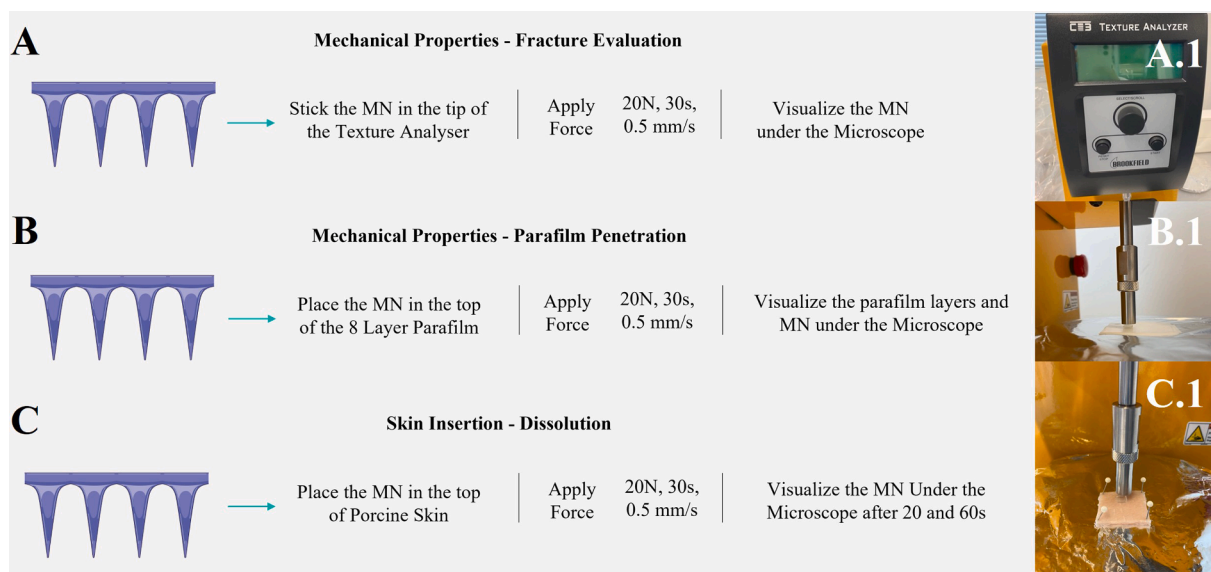 A
Mechanical Properties - Fracture Evaluation
Stick the MN in the tip of
the Texture Analyser
Apply
Force
20N, 30s,
0.5 mm/s
Visualize the MN
under the Microscope
CT3 TEXTURE ANALYZER
A.1
SELECT/SCROLL
BROOKFIELD
B
Mechanical Properties - Parafilm Penetration
Place the MN in the top
of the 8 Layer Parafilm
Apply
Force
20N, 30s,
0.5 mm/s
Visualize the parafilm layers and
MN under the Microscope
B.1
C
Skin Insertion - Dissolution
Place the MN in the top
of Porcine Skin
Apply
Force
20N, 30s,
0.5 mm/s
Visualize the MN Under the
Microscope after 20 and 60s
C.1